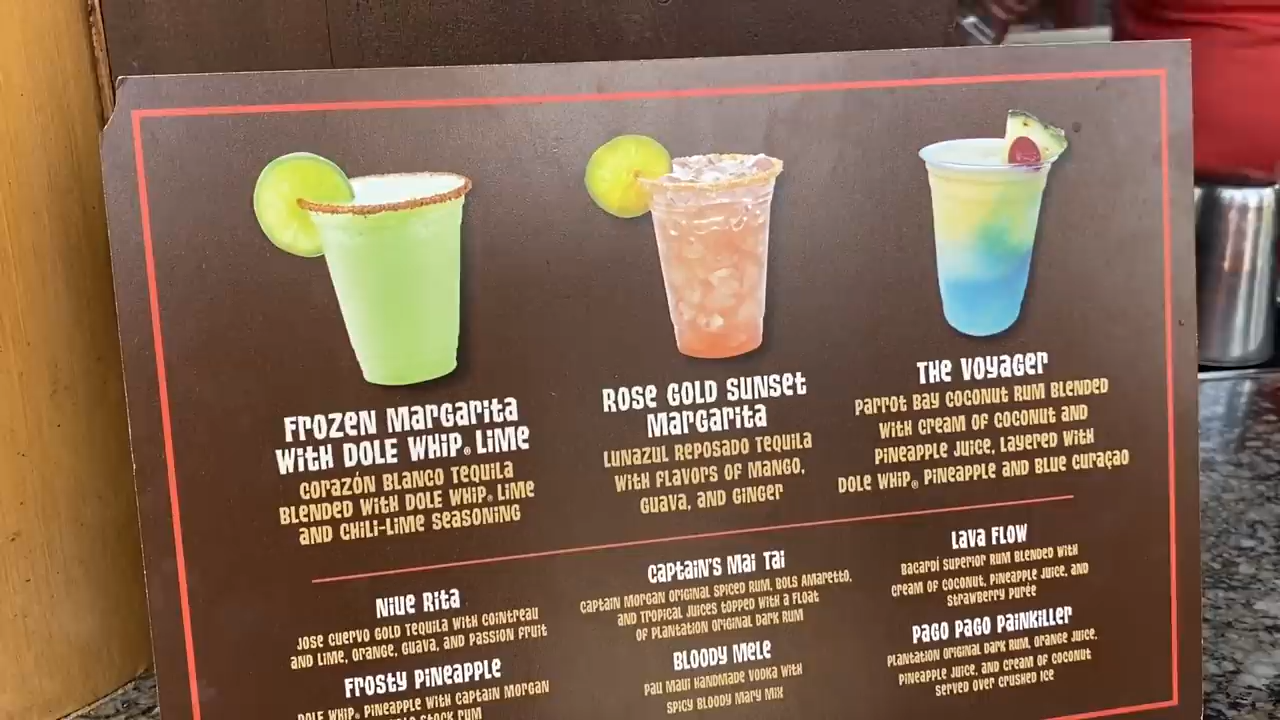 Frozen Margarita
With DOLE WHiP® LiMe
Corazón Blanco Tequila
Blended With DOLE WHiP® LiMe
and CHiLi-LiMe Seasoning
Rose Gold Sunset
Margarita
Lunazul Reposado Tequila
With Flavors of Mango,
Guava, and Ginger
The Voyager
Parrot Bay Coconut Rum Blended
With Cream of Coconut and
Pineapple Juice, Layered With
DOLE WHiP® Pineapple and Blue Curaçao
Niue Rita
Jose Cuervo Gold Tequila With Cointreau
and Lime, Orange, Guava, and Passion Fruit
Frosty Pineapple
DOLE WHiP® Pineapple With Captain Morgan
Stock Rum
Captain's Mai Tai
Captain Morgan Original Spiced Rum, Bols Amaretto,
and Tropical Juices Topped With a Float
of Plantation Original Dark Rum
Bloody Mele
Pau Maui Handmade Vodka With
Spicy Bloody Mary Mix
Lava Flow
Bacardí Superior Rum Blended With
Cream of Coconut, Pineapple Juice, and
Strawberry Purée
Pago Pago Painkiller
Plantation Original Dark Rum, Orange Juice,
Pineapple Juice, and Cream of Coconut
Served Over Crushed Ice